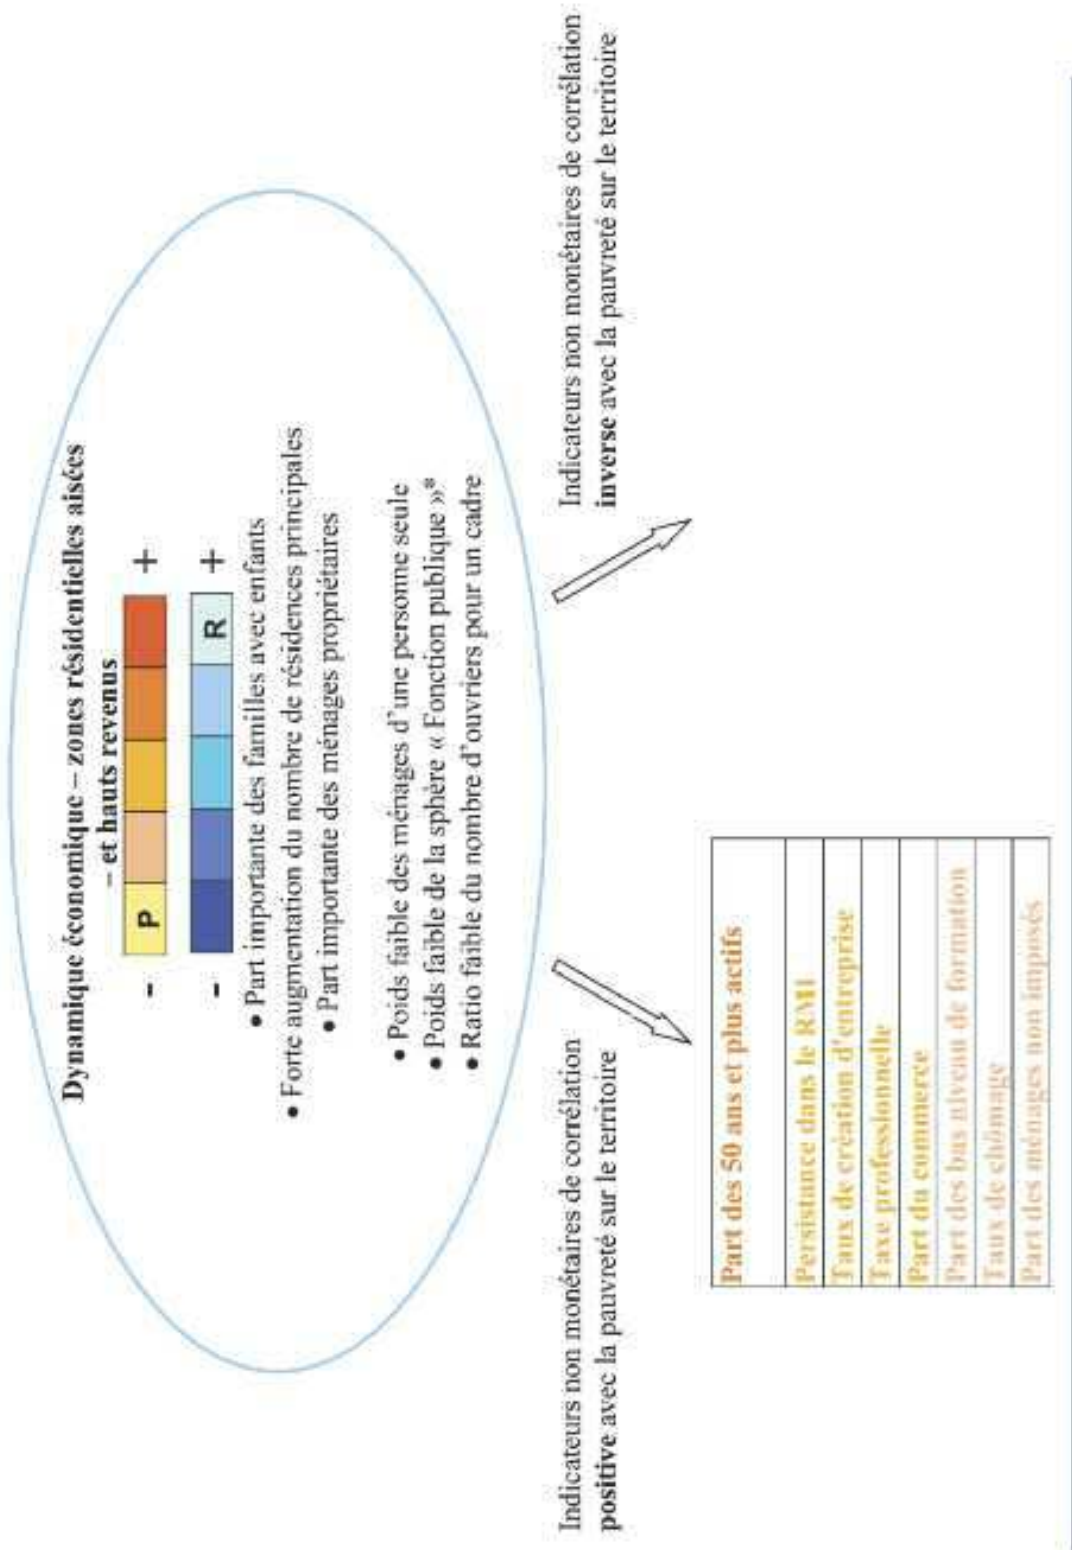 Dynamique économique – zones résidentielles aisées
– et hauts revenus
- P +
- R +
• Part importante des familles avec enfants
• Forte augmentation du nombre de résidences principales
• Part importante des ménages propriétaires
• Poids faible des ménages d'une personne seule
• Poids faible de la sphère « Fonction publique »*
• Ratio faible du nombre d'ouvriers pour un cadre
Indicateurs non monétaires de corrélation
positive avec la pauvreté sur le territoire
Indicateurs non monétaires de corrélation
inverse avec la pauvreté sur le territoire
Part des 50 ans et plus actifs
Persistance dans le RMI
Taux de création d'entreprise
Taxe professionnelle
Part du commerce
Part des bas niveau de formation
Taux de chômage
Part des ménages non imposés